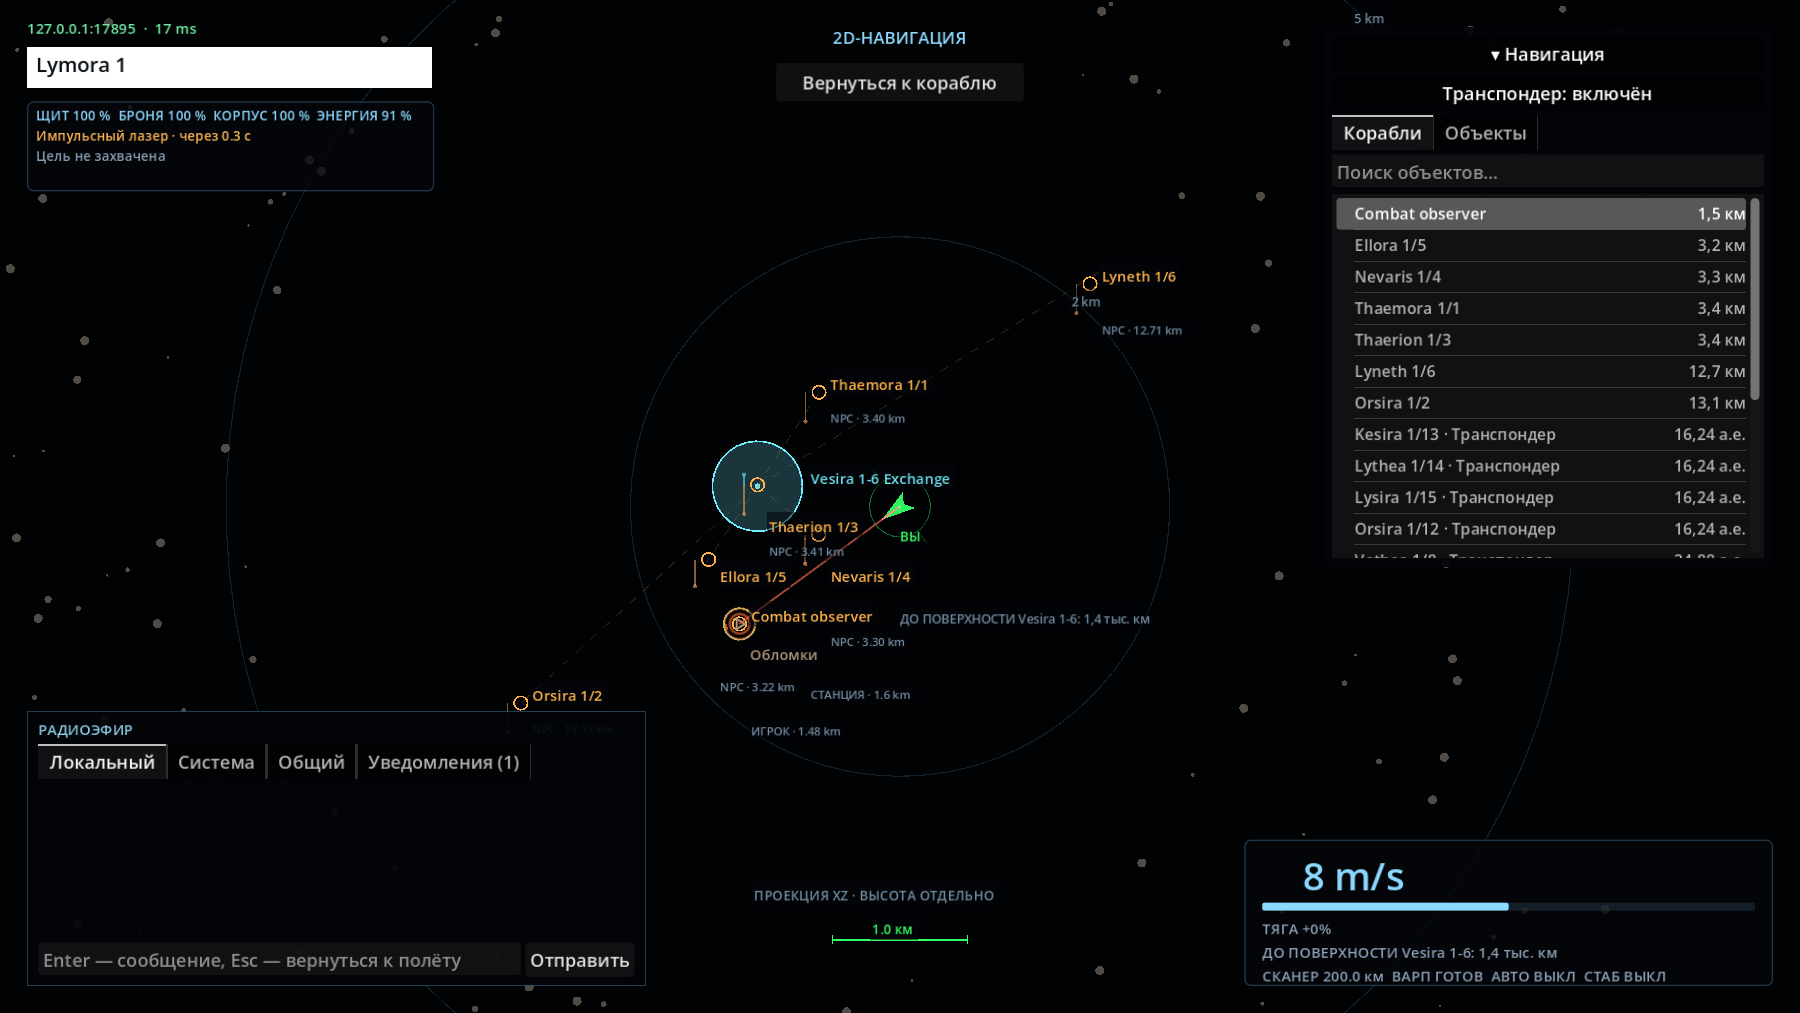 127.0.0.1:17895 · 17 ms
Lymora 1
ЩИТ 100 % БРОНЯ 100 % КОРПУС 100 % ЭНЕРГИЯ 91 %
Импульсный лазер · через 0.3 с
Цель не захвачена
2D-НАВИГАЦИЯ
Вернуться к кораблю
5 km
▾ Навигация
Транспондер: включён
Корабли
Объекты
Поиск объектов...
Combat observer 1,5 км
Ellora 1/5 3,2 км
Nevaris 1/4 3,3 км
Thaemora 1/1 3,4 км
Thaerion 1/3 3,4 км
Lyneth 1/6 12,7 км
Orsira 1/2 13,1 км
Kesira 1/13 · Транспондер 16,24 а.е.
Lythea 1/14 · Транспондер 16,24 а.е.
Lysira 1/15 · Транспондер 16,24 а.е.
Orsira 1/12 · Транспондер 16,24 а.е.
Lyneth 1/6
2 km
NPC · 12.71 km
Thaemora 1/1
NPC · 3.40 km
Vesira 1-6 Exchange
Thaerion 1/3
ВЫ
NPC · 3.41 km
Ellora 1/5
Nevaris 1/4
Combat observer
ДО ПОВЕРХНОСТИ Vesira 1-6: 1,4 тыс. км
NPC · 3.30 km
Обломки
NPC · 3.22 km
СТАНЦИЯ · 1.6 km
Orsira 1/2
NPC · 13.13 km
ИГРОК · 1.48 km
РАДИОЭФИР
Локальный
Система
Общий
Уведомления (1)
Enter — сообщение, Esc — вернуться к полёту
Отправить
ПРОЕКЦИЯ XZ · ВЫСОТА ОТДЕЛЬНО
1.0 км
8 m/s
ТЯГА +0%
ДО ПОВЕРХНОСТИ Vesira 1-6: 1,4 тыс. км
СКАНЕР 200.0 км ВАРП ГОТОВ АВТО ВЫКЛ СТАБ ВЫКЛ